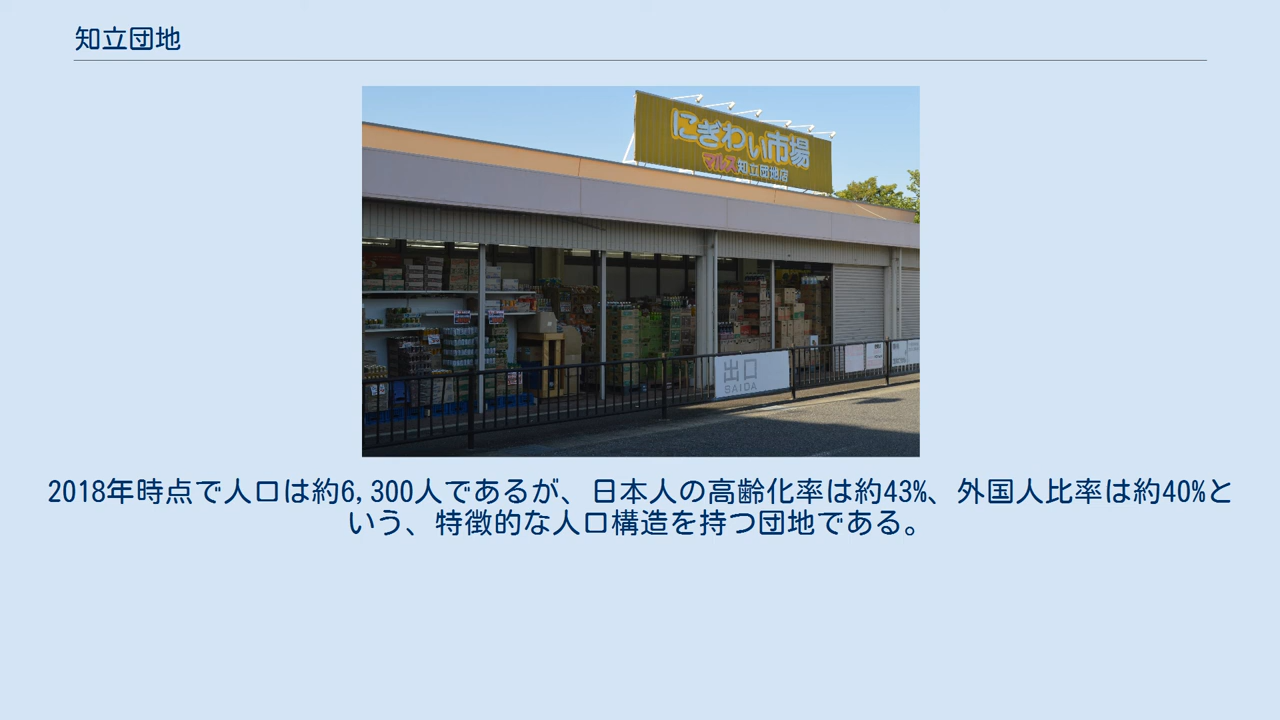 知立団地
にぎわい市場
マルス知立団地店
出口
SAIDA
2018年時点で人口は約6,300人であるが、日本人の高齢化率は約43%、外国人比率は約40%と
いう、特徴的な人口構造を持つ団地である。